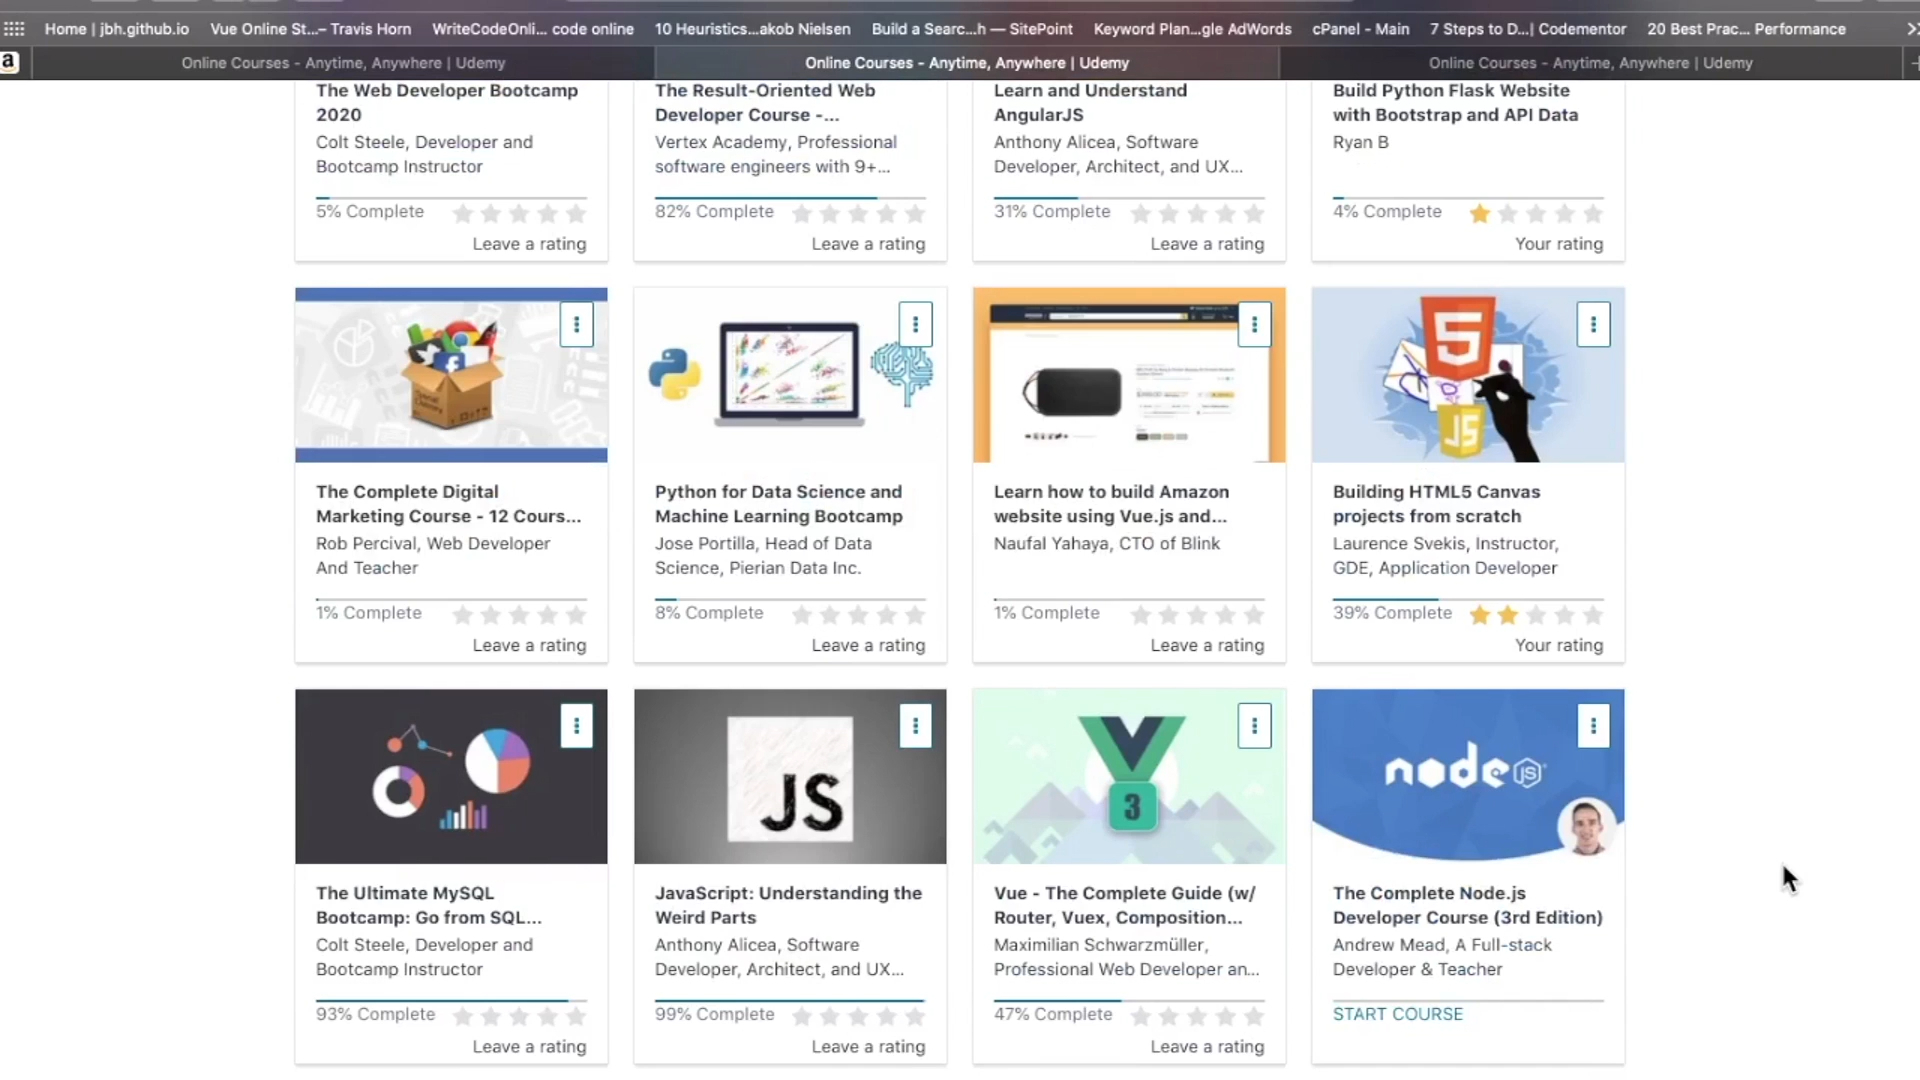 Home | jbh.github.io
Vue Online St...– Travis Horn
WriteCodeOnli... code online
10 Heuristics...akob Nielsen
Build a Searc...h — SitePoint
Keyword Plan...gle AdWords
cPanel - Main
7 Steps to D...| Codementor
20 Best Prac... Performance
a
Online Courses - Anytime, Anywhere | Udemy
Online Courses - Anytime, Anywhere | Udemy
Online Courses - Anytime, Anywhere | Udemy
The Web Developer Bootcamp
2020
Colt Steele, Developer and
Bootcamp Instructor
5% Complete
Leave a rating
The Result-Oriented Web
Developer Course -...
Vertex Academy, Professional
software engineers with 9+...
82% Complete
Leave a rating
Learn and Understand
AngularJS
Anthony Alicea, Software
Developer, Architect, and UX...
31% Complete
Leave a rating
Build Python Flask Website
with Bootstrap and API Data
Ryan B
4% Complete
Your rating
The Complete Digital
Marketing Course - 12 Cours...
Rob Percival, Web Developer
And Teacher
1% Complete
Leave a rating
Python for Data Science and
Machine Learning Bootcamp
Jose Portilla, Head of Data
Science, Pierian Data Inc.
8% Complete
Leave a rating
Learn how to build Amazon
website using Vue.js and...
Naufal Yahaya, CTO of Blink
1% Complete
Leave a rating
5
JS
Building HTML5 Canvas
projects from scratch
Laurence Svekis, Instructor,
GDE, Application Developer
39% Complete
Your rating
The Ultimate MySQL
Bootcamp: Go from SQL...
Colt Steele, Developer and
Bootcamp Instructor
93% Complete
Leave a rating
JS
JavaScript: Understanding the
Weird Parts
Anthony Alicea, Software
Developer, Architect, and UX...
99% Complete
Leave a rating
3
Vue - The Complete Guide (w/
Router, Vuex, Composition...
Maximilian Schwarzmüller,
Professional Web Developer an...
47% Complete
Leave a rating
node JS
The Complete Node.js
Developer Course (3rd Edition)
Andrew Mead, A Full-stack
Developer & Teacher
START COURSE